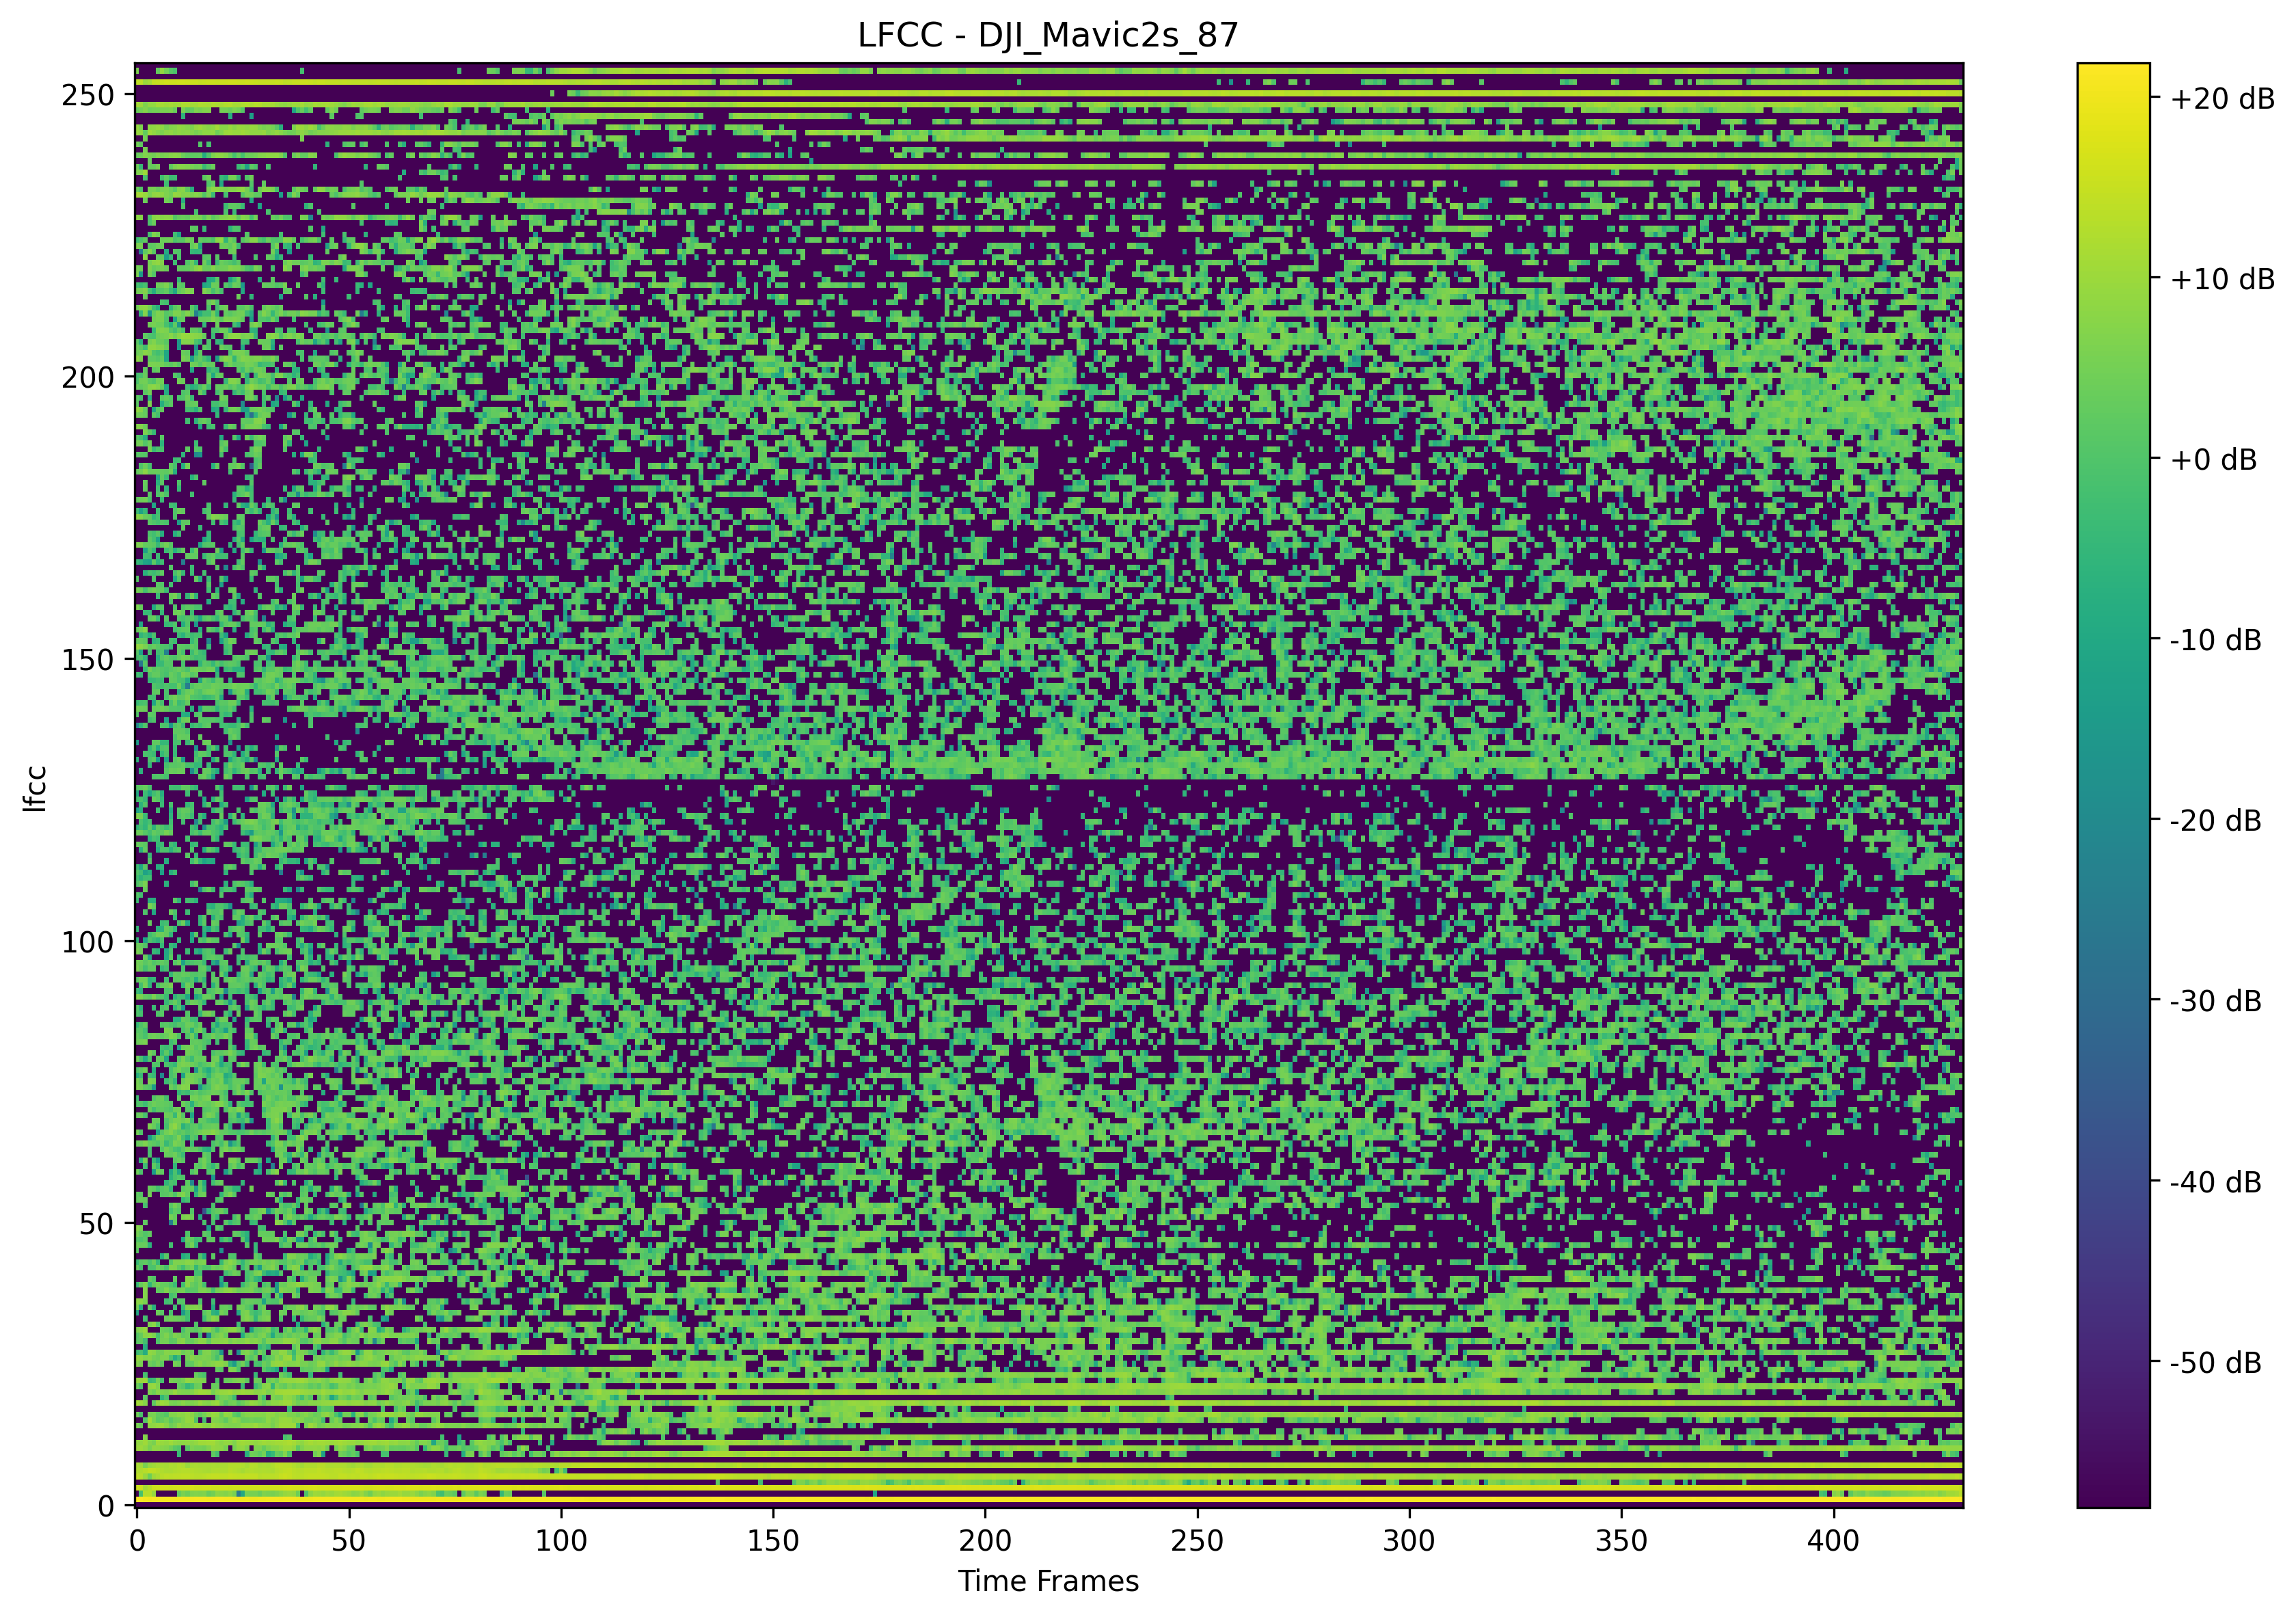 LFCC - DJI_Mavic2s_87
250
200
150
100
50
0
lfcc
0 50 100 150 200 250 300 350 400
Time Frames
+20 dB
+10 dB
+0 dB
-10 dB
-20 dB
-30 dB
-40 dB
-50 dB